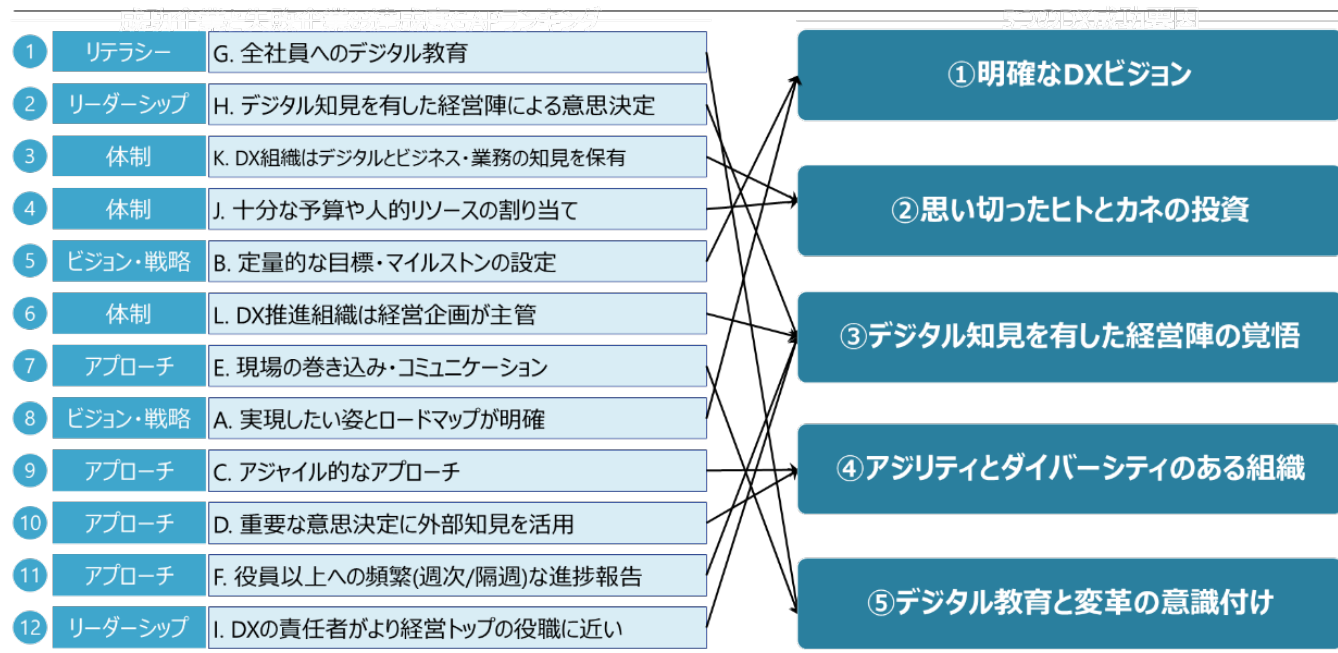 ① リテラシー G. 全社員へのデジタル教育
② リーダーシップ H. デジタル知見を有した経営陣による意思決定
③ 体制 K. DX組織はデジタルとビジネス・業務の知見を保有
④ 体制 J. 十分な予算や人的リソースの割り当て
⑤ ビジョン・戦略 B. 定量的な目標・マイルストンの設定
⑥ 体制 L. DX推進組織は経営企画が主管
⑦ アプローチ E. 現場の巻き込み・コミュニケーション
⑧ ビジョン・戦略 A. 実現したい姿とロードマップが明確
⑨ アプローチ C. アジャイル的なアプローチ
⑩ アプローチ D. 重要な意思決定に外部知見を活用
⑪ アプローチ F. 役員以上への頻繁(週次/隔週)な進捗報告
⑫ リーダーシップ I. DXの責任者がより経営トップの役職に近い
①明確なDXビジョン
②思い切ったヒトとカネの投資
③デジタル知見を有した経営陣の覚悟
④アジリティとダイバーシティのある組織
⑤デジタル教育と変革の意識付け